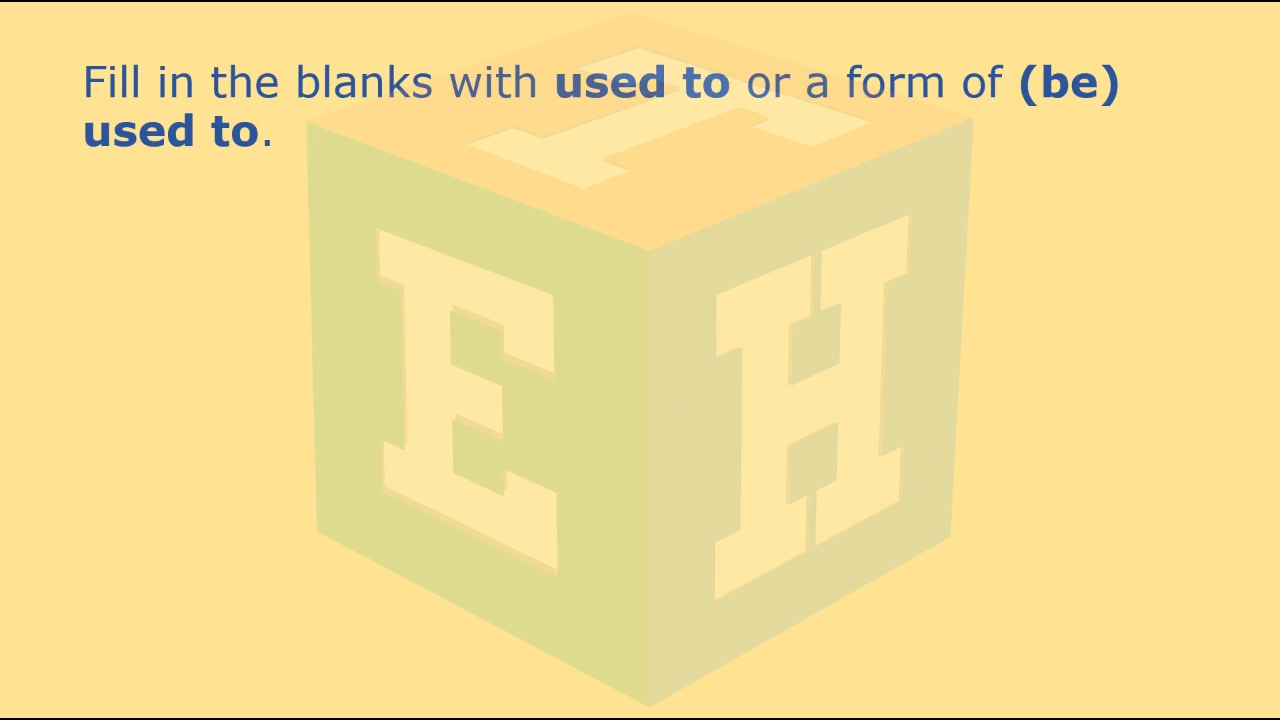 Fill in the blanks with used to or a form of (be)
used to.
E
H